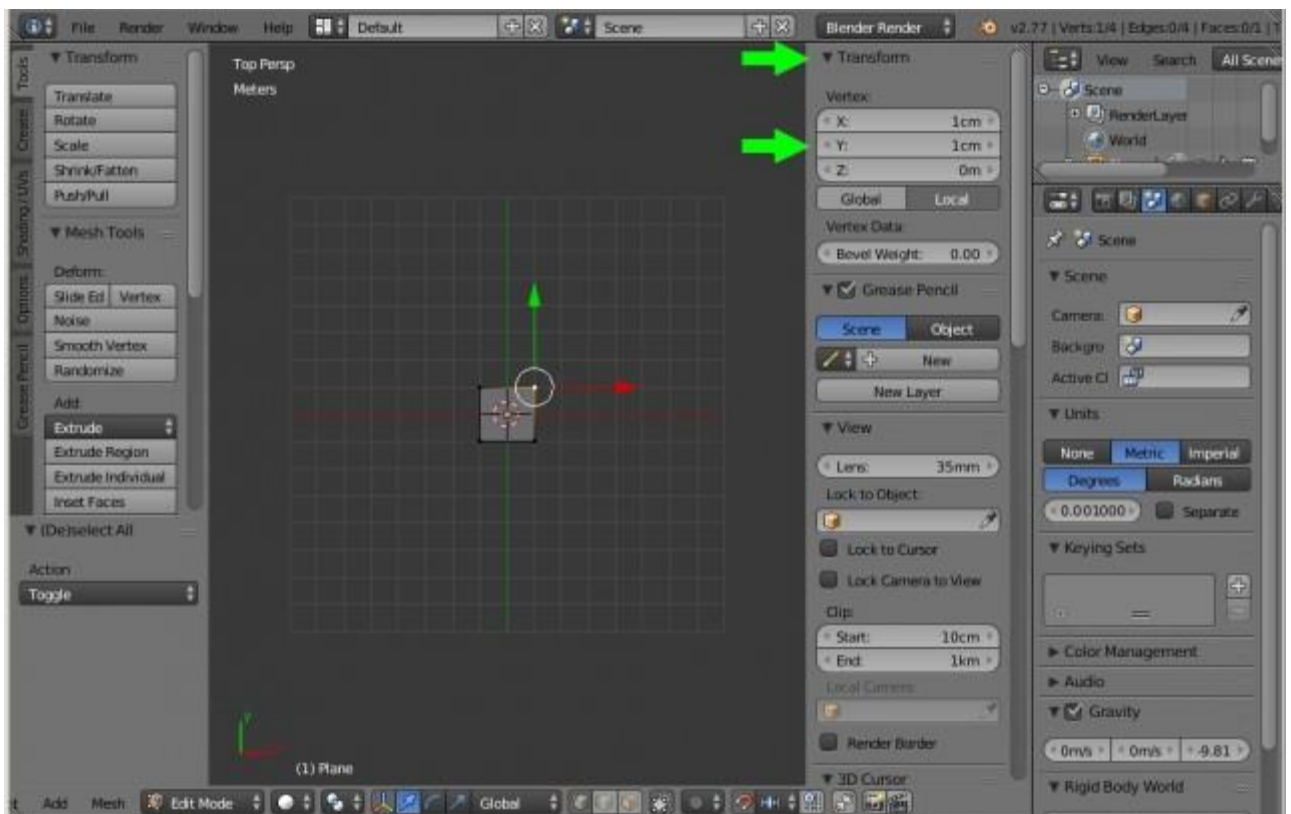 File Render Window Help Default Scene Blender Render v2.77 | Verts:1/4 | Edges:0/4 | Faces:0/1 |
Tools
Create
Shading / UVs
Options
Grease Pencil
Transform
Translate
Rotate
Scale
Shrink/Fatten
Push/Pull
Mesh Tools
Deform:
Slide Ed Vertex
Noise
Smooth Vertex
Randomize
Add:
Extrude
Extrude Region
Extrude Individual
Inset Faces
(De)select All
Action
Toggle
Top Persp
Meters
y
(1) Plane
Transform
Vertex:
X: 1cm
Y: 1cm
Z: 0m
Global Local
Vertex Data:
Bevel Weight: 0.00
Grease Pencil
Scene Object
New
New Layer
View
Lens: 35mm
Lock to Object:
Lock to Cursor
Lock Camera to View
Clip:
Start: 10cm
End: 1km
Local Camera:
Render Border
3D Cursor
View Search All Scene
Scene
RenderLayer
World
Scene
Scene
Camera:
Backgro
Active Cl
Units
None Metric Imperial
Degrees Radians
0.001000 Separate
Keying Sets
Color Management
Audio
Gravity
0m/s 0m/s -9.81
Rigid Body World
Add Mesh Edit Mode Global